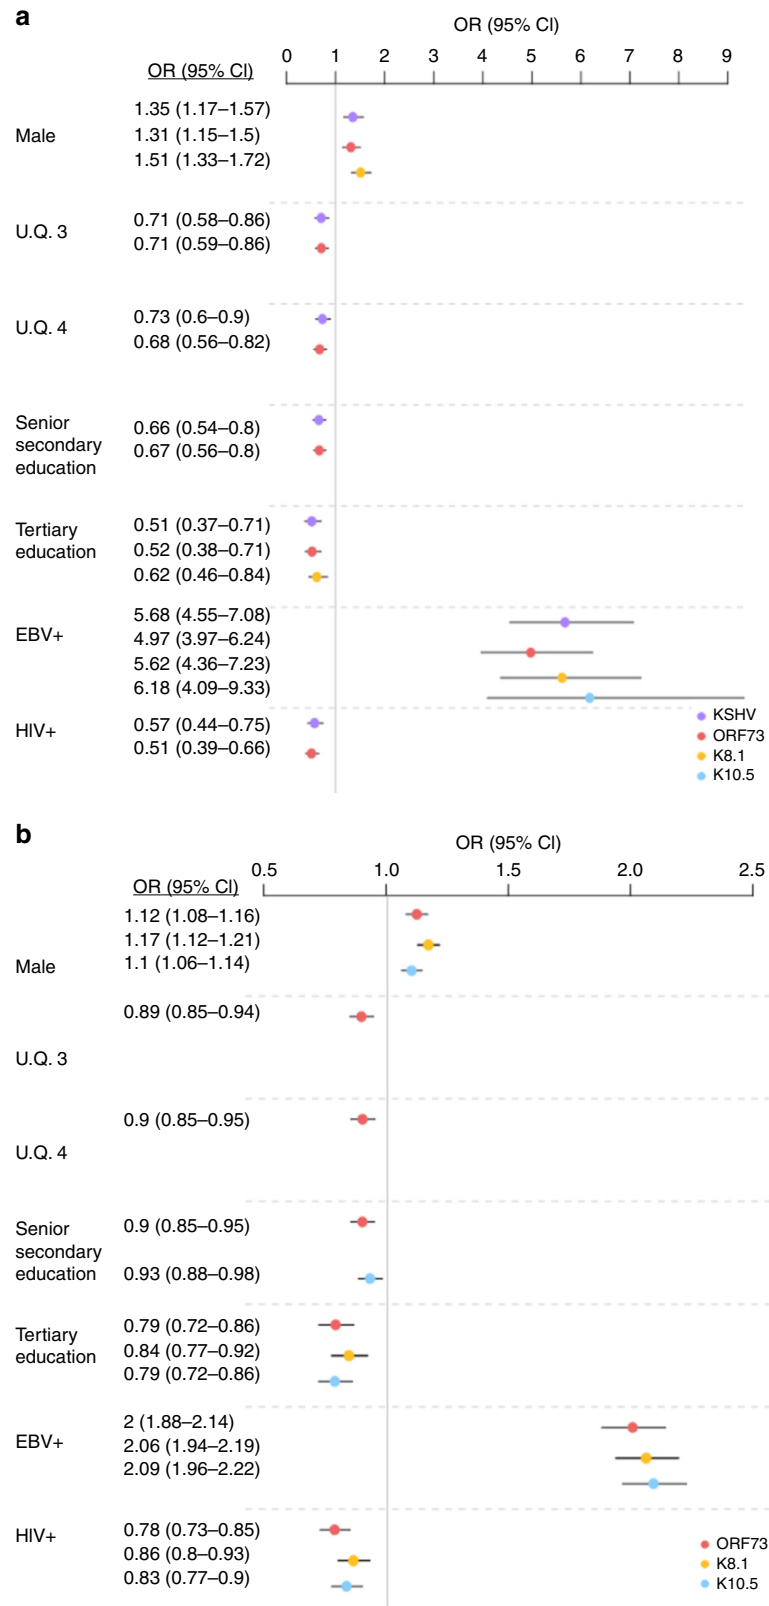 a
OR (95% CI)
0 1 2 3 4 5 6 7 8 9
OR (95% CI)
Male
1.35 (1.17–1.57)
1.31 (1.15–1.5)
1.51 (1.33–1.72)
U.Q. 3
0.71 (0.58–0.86)
0.71 (0.59–0.86)
U.Q. 4
0.73 (0.6–0.9)
0.68 (0.56–0.82)
Senior
secondary
education
0.66 (0.54–0.8)
0.67 (0.56–0.8)
Tertiary
education
0.51 (0.37–0.71)
0.52 (0.38–0.71)
0.62 (0.46–0.84)
EBV+
5.68 (4.55–7.08)
4.97 (3.97–6.24)
5.62 (4.36–7.23)
6.18 (4.09–9.33)
HIV+
0.57 (0.44–0.75)
0.51 (0.39–0.66)
KSHV
ORF73
K8.1
K10.5
b
OR (95% CI)
0.5 1.0 1.5 2.0 2.5
OR (95% CI)
Male
1.12 (1.08–1.16)
1.17 (1.12–1.21)
1.1 (1.06–1.14)
U.Q. 3
0.89 (0.85–0.94)
U.Q. 4
0.9 (0.85–0.95)
Senior
secondary
education
0.9 (0.85–0.95)
0.93 (0.88–0.98)
Tertiary
education
0.79 (0.72–0.86)
0.84 (0.77–0.92)
0.79 (0.72–0.86)
EBV+
2 (1.88–2.14)
2.06 (1.94–2.19)
2.09 (1.96–2.22)
HIV+
0.78 (0.73–0.85)
0.86 (0.8–0.93)
0.83 (0.77–0.9)
ORF73
K8.1
K10.5